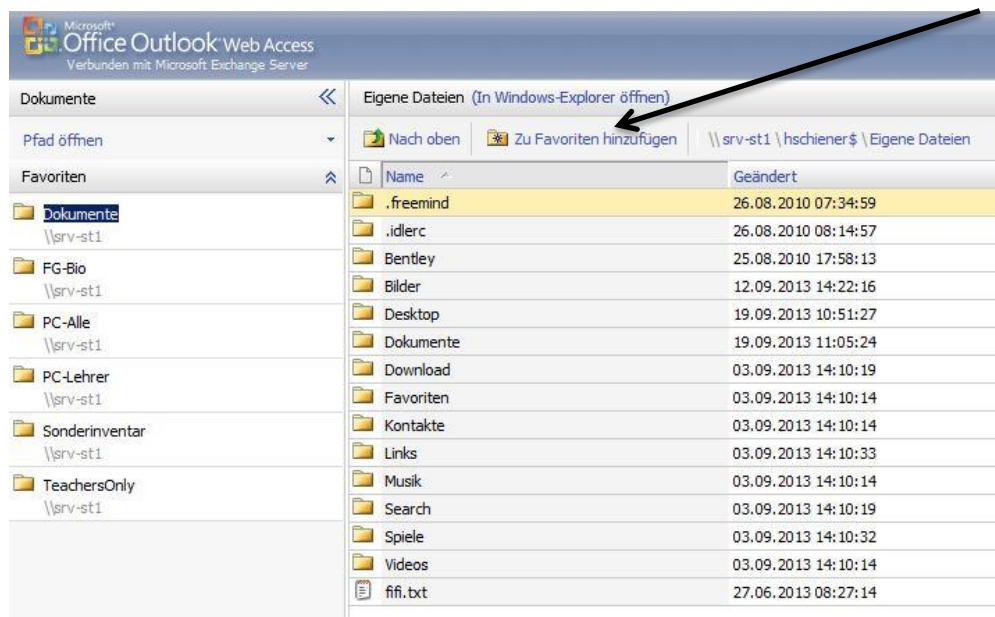 Microsoft
Office Outlook Web Access
Verbunden mit Microsoft Exchange Server
Dokumente
Pfad öffnen
Favoriten
Dokumente
\\srv-st1
FG-Bio
\\srv-st1
PC-Alle
\\srv-st1
PC-Lehrer
\\srv-st1
Sonderinventar
\\srv-st1
TeachersOnly
\\srv-st1
Eigene Dateien (In Windows-Explorer öffnen)
Nach oben Zu Favoriten hinzufügen \\ srv-st1 \ hschiener$ \ Eigene Dateien
Name Geändert
.freemind 26.08.2010 07:34:59
.idlerc 26.08.2010 08:14:57
Bentley 25.08.2010 17:58:13
Bilder 12.09.2013 14:22:16
Desktop 19.09.2013 10:51:27
Dokumente 19.09.2013 11:05:24
Download 03.09.2013 14:10:19
Favoriten 03.09.2013 14:10:14
Kontakte 03.09.2013 14:10:14
Links 03.09.2013 14:10:33
Musik 03.09.2013 14:10:14
Search 03.09.2013 14:10:19
Spiele 03.09.2013 14:10:32
Videos 03.09.2013 14:10:14
fifi.txt 27.06.2013 08:27:14